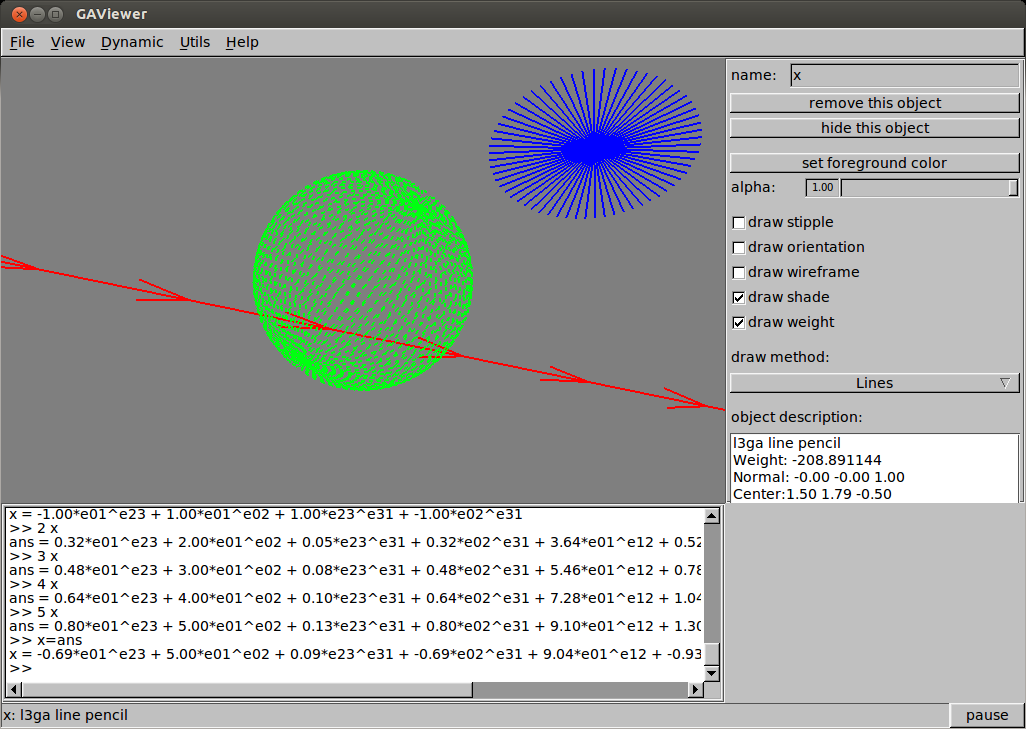 GAViewer
File View Dynamic Utils Help
name: x
remove this object
hide this object
set foreground color
alpha: 1.00
draw stipple
draw orientation
draw wireframe
draw shade
draw weight
draw method:
Lines
object description:
l3ga line pencil
Weight: -208.891144
Normal: -0.00 -0.00 1.00
Center:1.50 1.79 -0.50
x = -1.00*e01^e23 + 1.00*e01^e02 + 1.00*e23^e31 + -1.00*e02^e31
>> 2 x
ans = 0.32*e01^e23 + 2.00*e01^e02 + 0.05*e23^e31 + 0.32*e02^e31 + 3.64*e01^e12 + 0.52
>> 3 x
ans = 0.48*e01^e23 + 3.00*e01^e02 + 0.08*e23^e31 + 0.48*e02^e31 + 5.46*e01^e12 + 0.78
>> 4 x
ans = 0.64*e01^e23 + 4.00*e01^e02 + 0.10*e23^e31 + 0.64*e02^e31 + 7.28*e01^e12 + 1.04
>> 5 x
ans = 0.80*e01^e23 + 5.00*e01^e02 + 0.13*e23^e31 + 0.80*e02^e31 + 9.10*e01^e12 + 1.30
>> x=ans
x = -0.69*e01^e23 + 5.00*e01^e02 + 0.09*e23^e31 + -0.69*e02^e31 + 9.04*e01^e12 + -0.93
>>
x: l3ga line pencil
pause